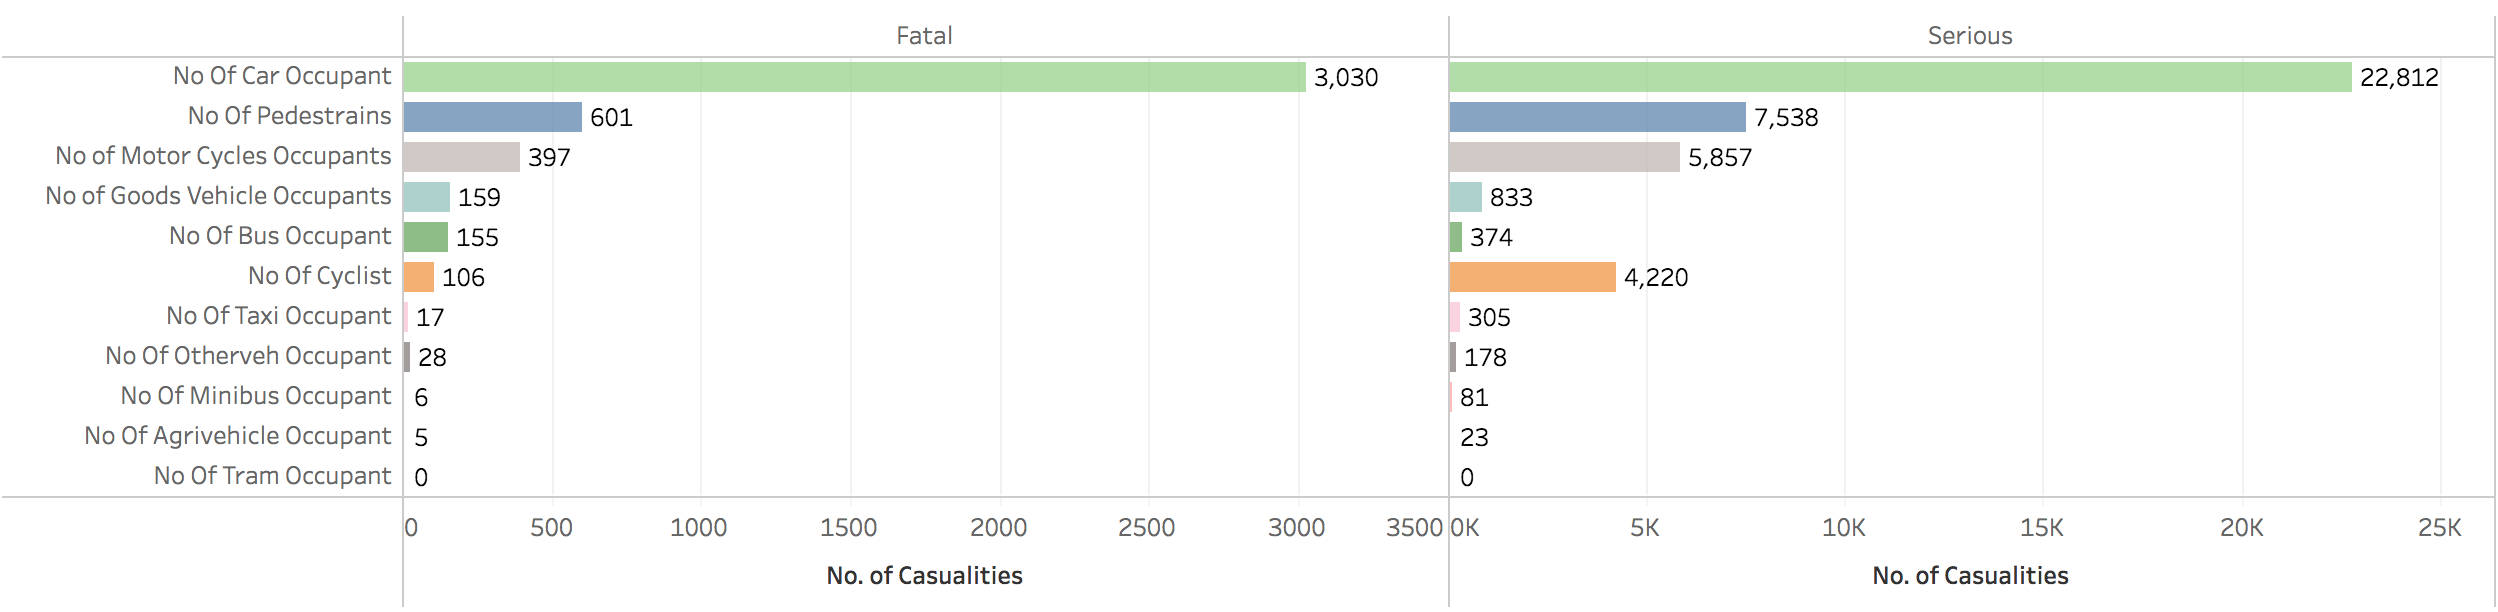 Fatal Serious
No Of Car Occupant 3,030 22,812
No Of Pedestrains 601 7,538
No of Motor Cycles Occupants 397 5,857
No of Goods Vehicle Occupants 159 833
No Of Bus Occupant 155 374
No Of Cyclist 106 4,220
No Of Taxi Occupant 17 305
No Of Otherveh Occupant 28 178
No Of Minibus Occupant 6 81
No Of Agrivehicle Occupant 5 23
No Of Tram Occupant 0 0
0 500 1000 1500 2000 2500 3000 3500 0K 5K 10K 15K 20K 25K
No. of Casualities No. of Casualities